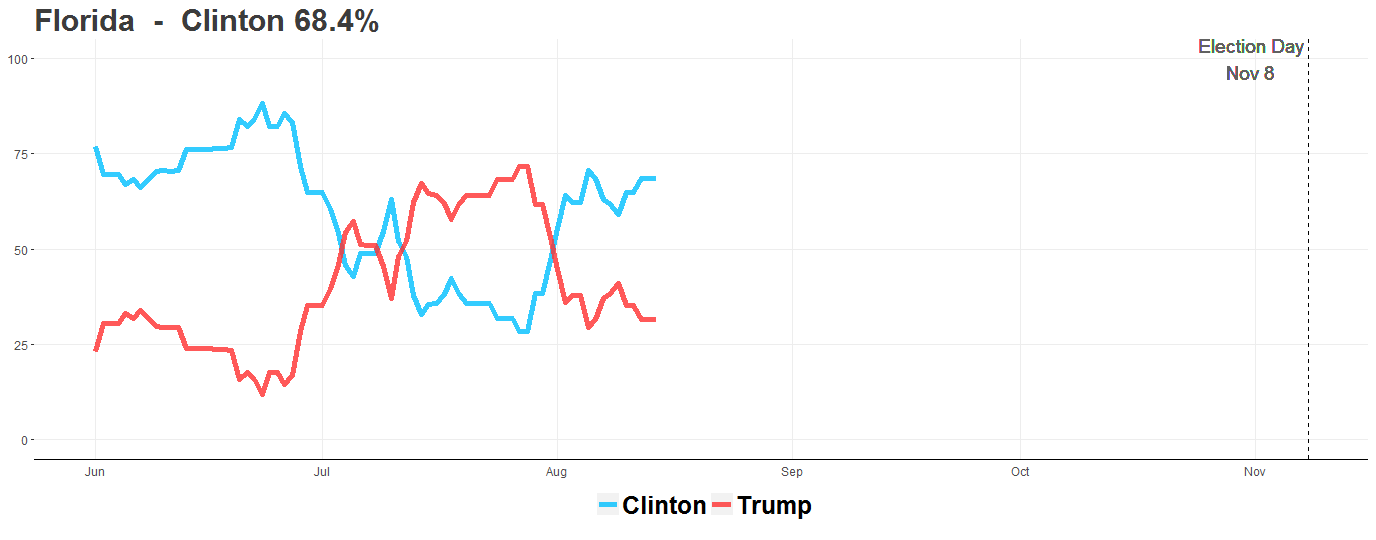 Florida - Clinton 68.4%
Election Day
Nov 8
100
75
50
25
0
Jun Jul Aug Sep Oct Nov
Clinton Trump